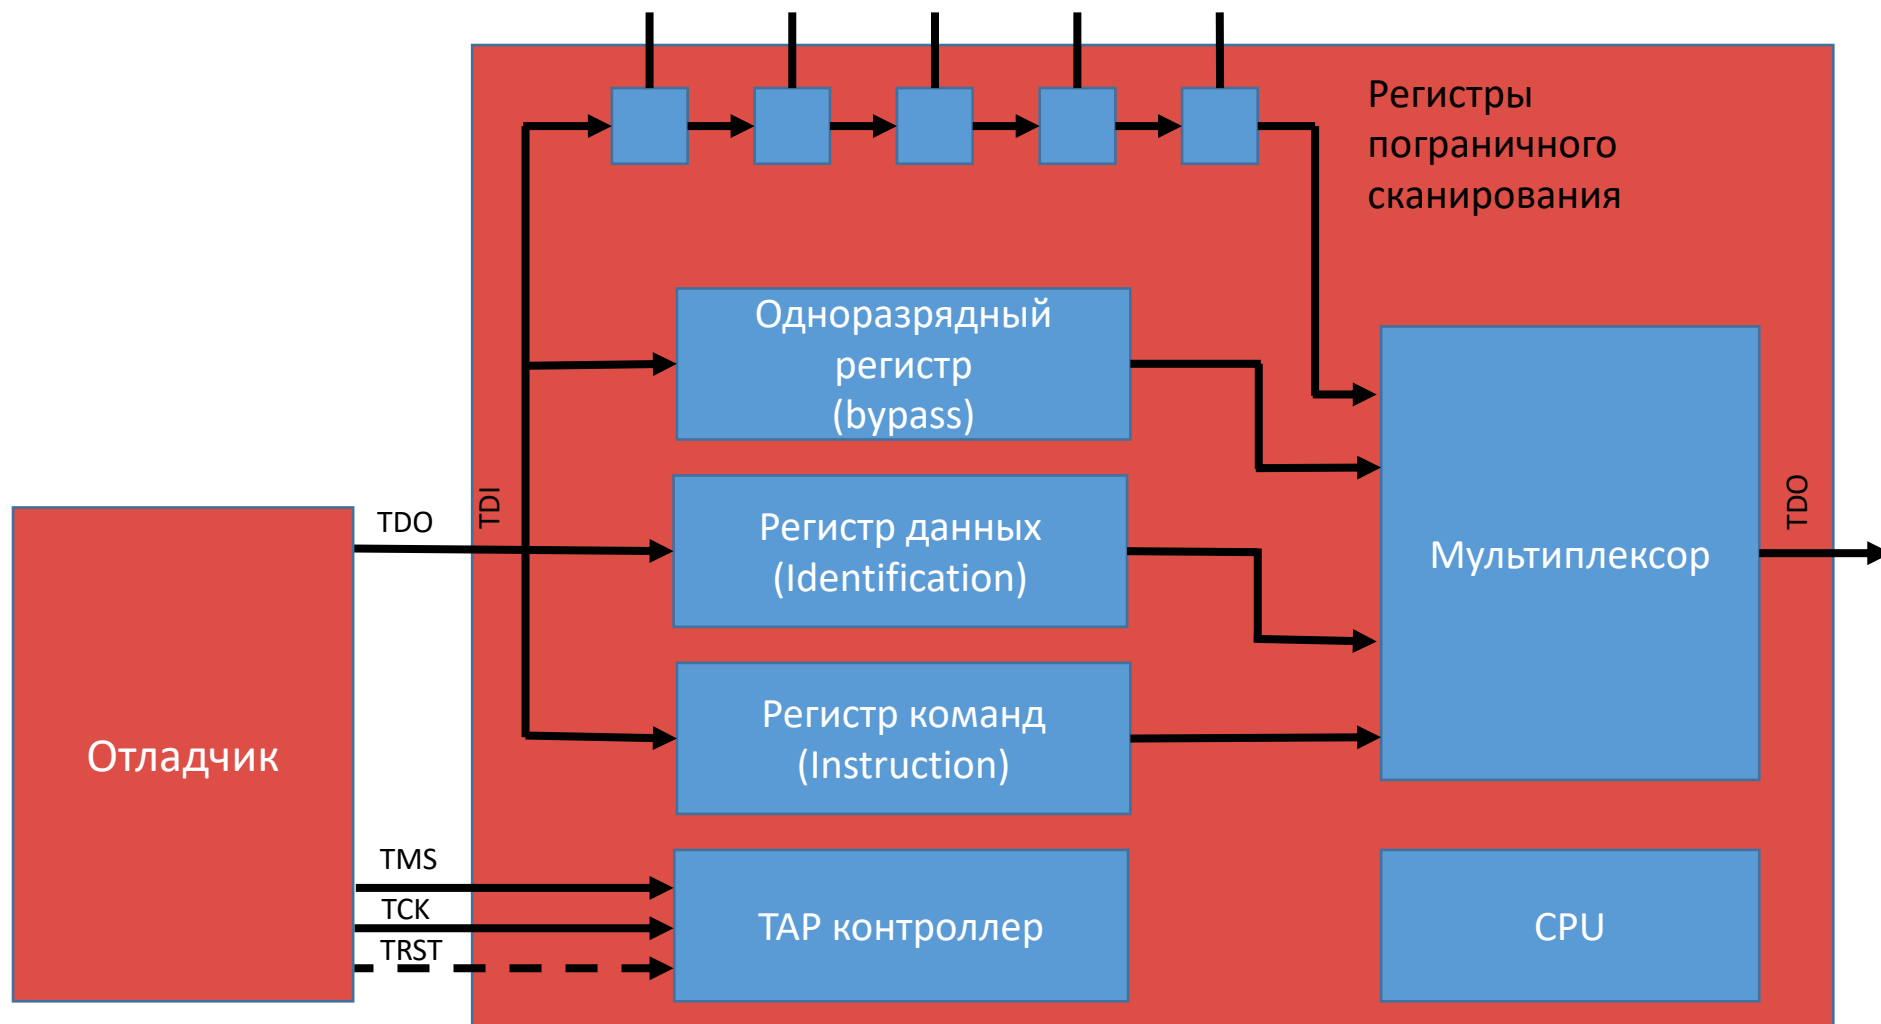 Регистры
пограничного
сканирования
Одноразрядный
регистр
(bypass)
TDO
TDI
Регистр данных
(Identification)
Мультиплексор
TDO
Отладчик
Регистр команд
(Instruction)
TMS
TCK
TRST
TAP контроллер
CPU